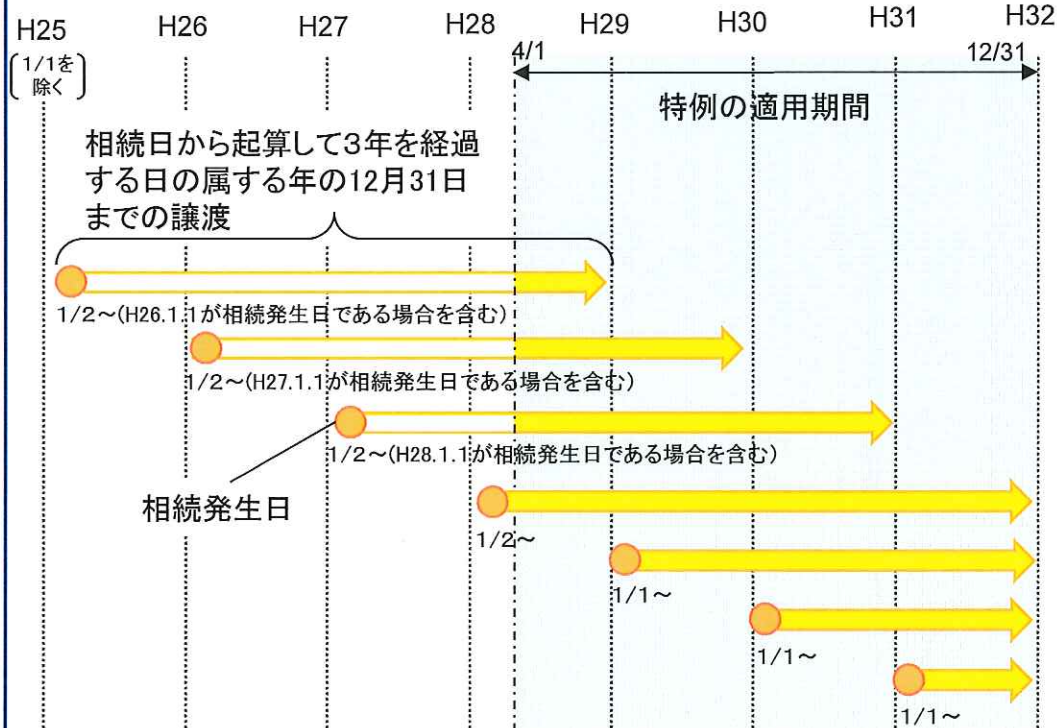 H25 H26 H27 H28 H29 H30 H31 H32
1/1を
除く
4/1 12/31
特例の適用期間
相続日から起算して3年を経過
する日の属する年の12月31日
までの譲渡
1/2～(H26.1.1が相続発生日である場合を含む)
1/2～(H27.1.1が相続発生日である場合を含む)
1/2～(H28.1.1が相続発生日である場合を含む)
相続発生日
1/2～
1/1～
1/1～
1/1～